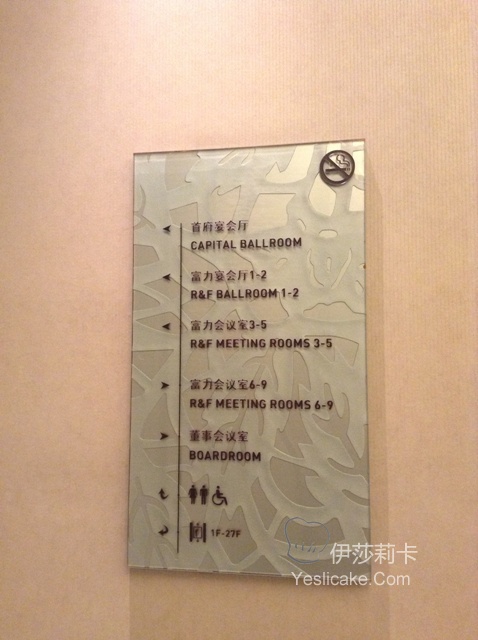 首府宴会厅
CAPITAL BALLROOM
富力宴会厅1-2
R&F BALLROOM 1-2
富力会议室3-5
R&F MEETING ROOMS 3-5
富力会议室6-9
R&F MEETING ROOMS 6-9
董事会议室
BOARDROOM
1F-27F
伊莎莉卡
Yeslicake.Com